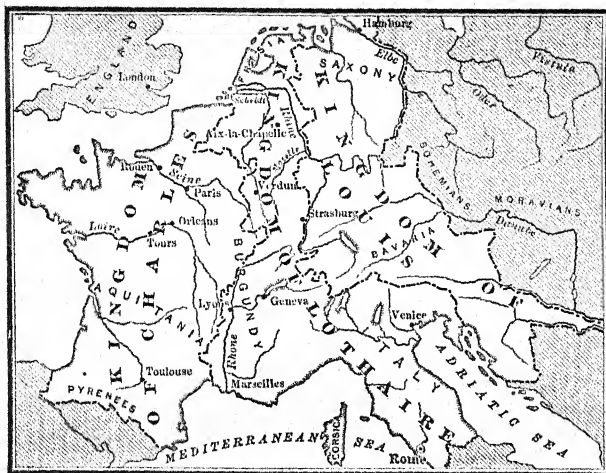 Hamburg
ENGLAND
London
FRISIA
SAXONY
Elbe
Vistula
Oder
Scheldt
Rhine
Aix-la-Chapelle
Moselle
Rouen
Seine
Paris
Verdun
BOHEMIANS
MORAVIANS
Strasburg
Danube
Loire
Orleans
Tours
BAVARIA
BURGUNDY
AQUITANIA
Lyons
Geneva
Venice
Rhone
Toulouse
Marseilles
PYRENEES
ITALY
ADRIATIC SEA
CORSICA
Rome
MEDITERRANEAN SEA
KINGDOM OF CHARLES
KINGDOM OF LOTHAIRE
KINGDOM OF LOUIS